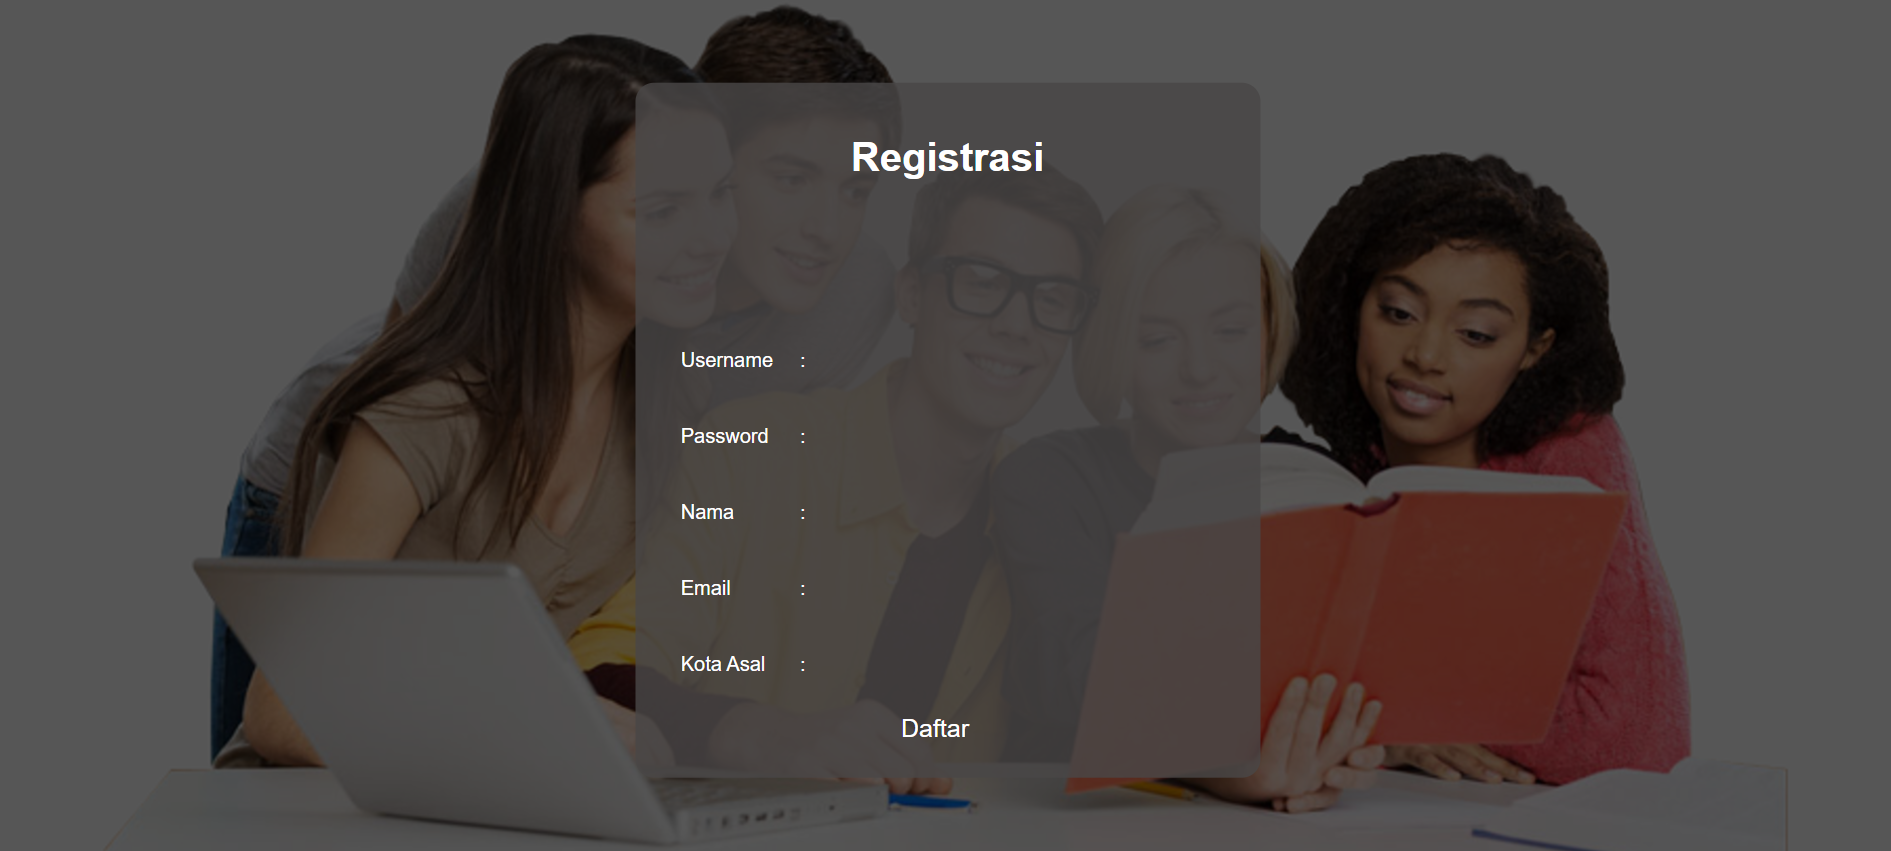 Registrasi
Username :
Password :
Nama :
Email :
Kota Asal :
Daftar